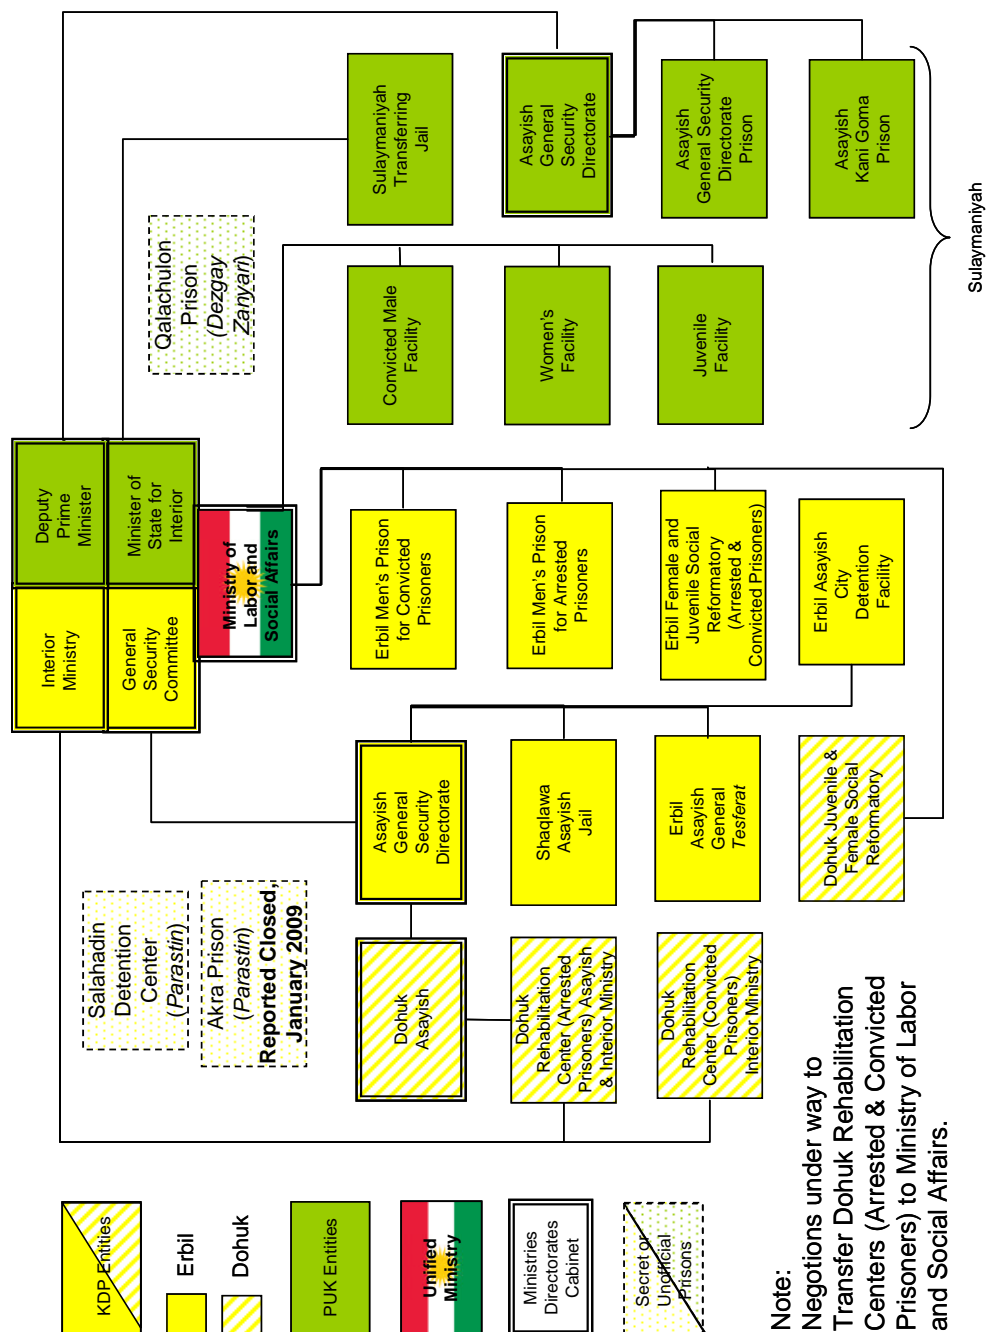 Interior
Ministry
Deputy
Prime
Minister
General
Security
Committee
Minister of
State for
Interior
Ministry of
Labor and
Social Affairs
Salahadin
Detention
Center
(Parastin)
Akra Prison
(Parastin)
Reported Closed,
January 2009
Qalachulon
Prison
(Dezgay
Zanyari)
Dohuk
Asayish
Asayish
General
Security
Directorate
Erbil Men's Prison
for Convicted
Prisoners
Convicted Male
Facility
Sulaymaniyah
Transferring
Jail
Dohuk
Rehabilitation
Center (Arrested
Prisoners) Asayish
& Interior Ministry
Shaqlawa
Asayish
Jail
Erbil Men's Prison
for Arrested
Prisoners
Women's
Facility
Asayish
General
Security
Directorate
Dohuk
Rehabilitation
Center (Convicted
Prisoners)
Interior Ministry
Erbil
Asayish
General
Tesferat
Erbil Female and
Juvenile Social
Reformatory
(Arrested &
Convicted Prisoners)
Juvenile
Facility
Asayish
General Security
Directorate
Prison
Dohuk Juvenile &
Female Social
Reformatory
Erbil Asayish
City
Detention
Facility
Asayish
Kani Goma
Prison
Sulaymaniyah
KDP Entities
Erbil
Dohuk
PUK Entities
Unified
Ministry
Ministries
Directorates
Cabinet
Secret or
Unofficial
Prisons
Note:
Negotions under way to
Transfer Dohuk Rehabilitation
Centers (Arrested & Convicted
Prisoners) to Ministry of Labor
and Social Affairs.